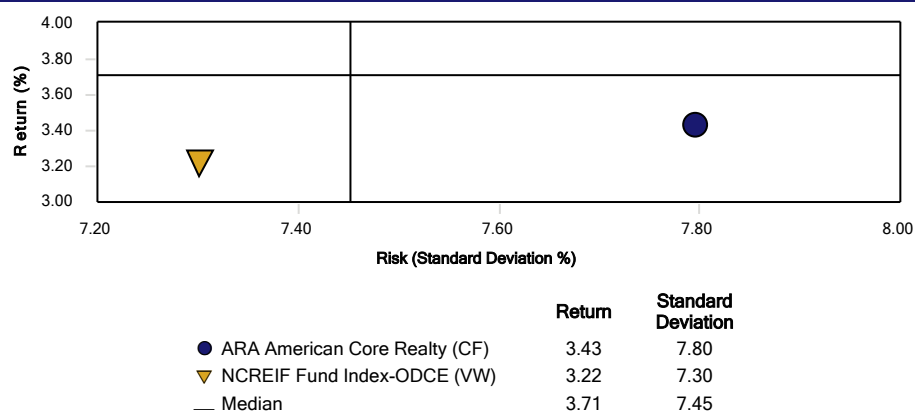 4.00
3.80
3.60
3.40
3.20
3.00
Return (%)
7.20 7.40 7.60 7.80 8.00
Risk (Standard Deviation %)
Return Standard Deviation
ARA American Core Realty (CF) 3.43 7.80
NCREIF Fund Index-ODCE (VW) 3.22 7.30
Median 3.71 7.45